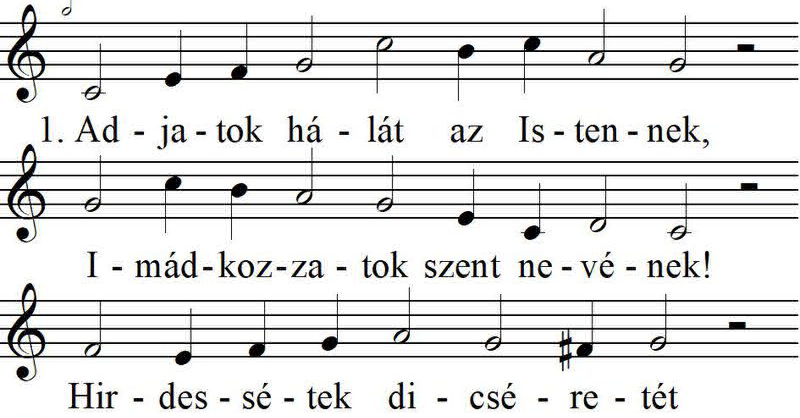 1. Ad - ja - tok há - lát az Is - ten - nek,
I - mád - koz - za - tok szent ne - vé - nek!
Hir - des - sé - tek di - csé - re - tét